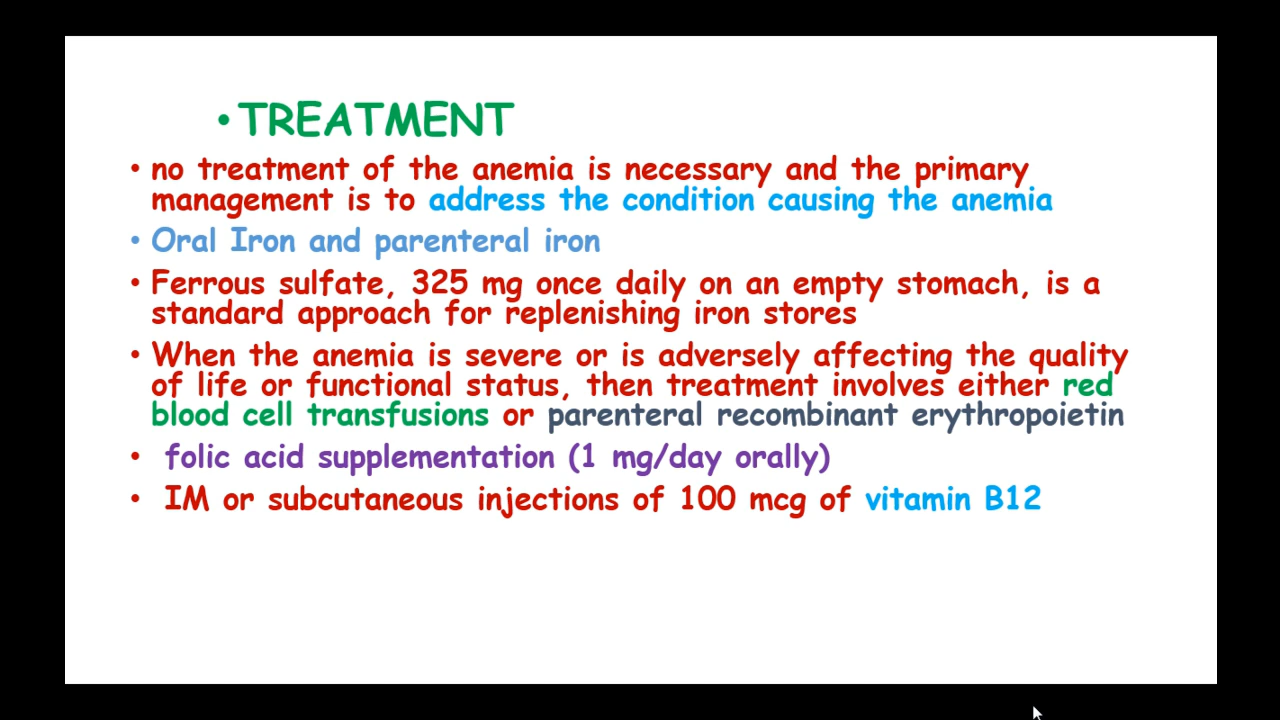 • TREATMENT
• no treatment of the anemia is necessary and the primary
management is to address the condition causing the anemia
• Oral Iron and parenteral iron
• Ferrous sulfate, 325 mg once daily on an empty stomach, is a
standard approach for replenishing iron stores
• When the anemia is severe or is adversely affecting the quality
of life or functional status, then treatment involves either red
blood cell transfusions or parenteral recombinant erythropoietin
• folic acid supplementation (1 mg/day orally)
• IM or subcutaneous injections of 100 mcg of vitamin B12